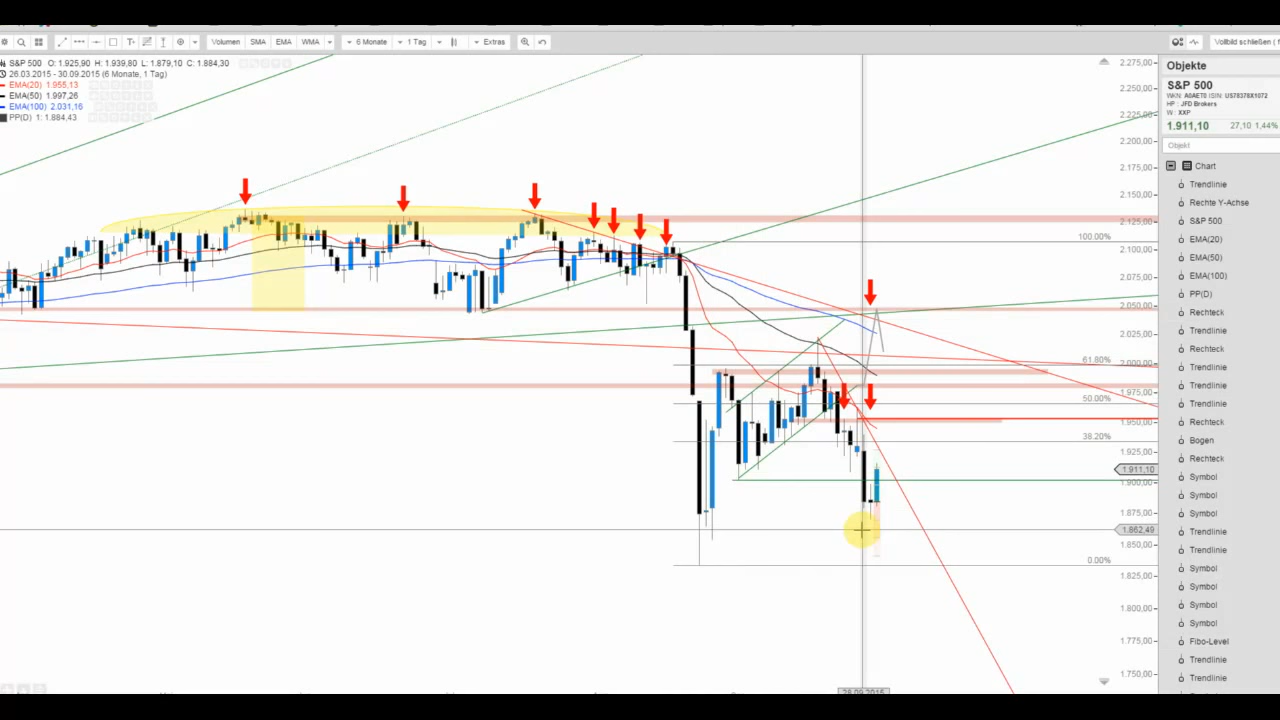 Volumen SMA EMA WMA 6 Monate 1 Tag Extras Vollbild schließen (
S&P 500 O: 1.925,90 H: 1.939,80 L: 1.879,10 C: 1.884,30
26.03.2015 - 30.09.2015 (6 Monate, 1 Tag)
EMA(20) 1.955,13
EMA(50) 1.997,26
EMA(100) 2.031,16
PP(D) 1: 1.884,43
2.275,00
2.250,00
2.225,00
2.200,00
2.175,00
2.150,00
2.125,00
2.100,00
2.075,00
2.050,00
2.025,00
2.000,00
1.975,00
1.950,00
1.925,00
1.911,10
1.900,00
1.875,00
1.862,49
1.850,00
1.825,00
1.800,00
1.775,00
1.750,00
100.00%
61.80%
50.00%
38.20%
0.00%
28.09.2015
Objekte
S&P 500
WKN: A0AET0 ISIN: US78378X1072
HP: JFD Brokers
W: XXP
1.911,10 27,10 1,44%
Objekt
Chart
Trendlinie
Rechte Y-Achse
S&P 500
EMA(20)
EMA(50)
EMA(100)
PP(D)
Rechteck
Trendlinie
Rechteck
Trendlinie
Trendlinie
Trendlinie
Rechteck
Bogen
Rechteck
Symbol
Symbol
Symbol
Trendlinie
Trendlinie
Symbol
Symbol
Symbol
Symbol
Fibo-Level
Trendlinie
Trendlinie